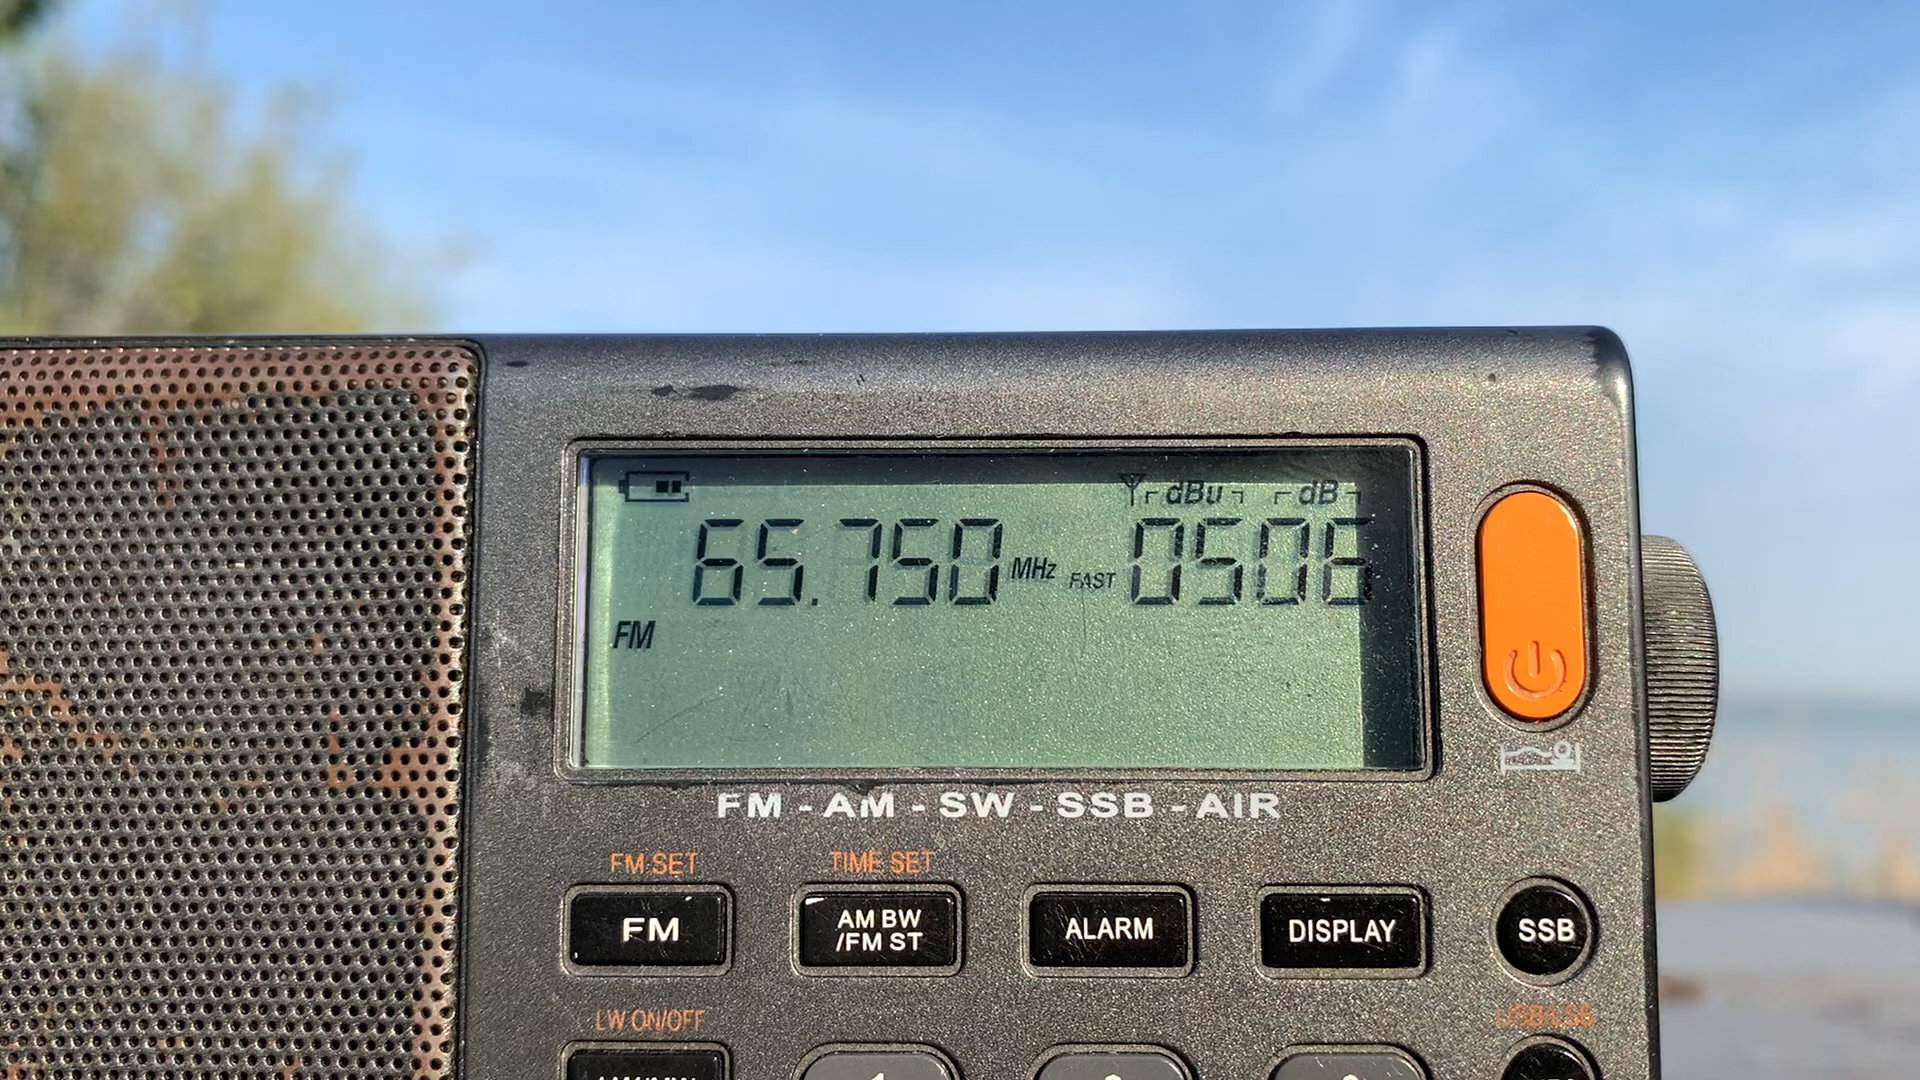 dBu dB
65.750 MHz FAST 0506
FM
FM - AM - SW - SSB - AIR
FM SET TIME SET
FM AM BW /FM ST ALARM DISPLAY SSB
LW ON/OFF USB/LSB